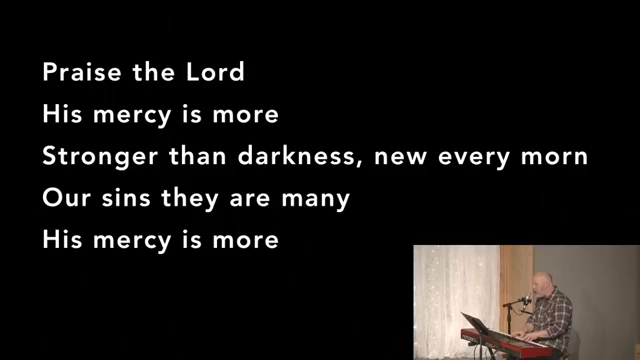 Praise the Lord
His mercy is more
Stronger than darkness, new every morn
Our sins they are many
His mercy is more